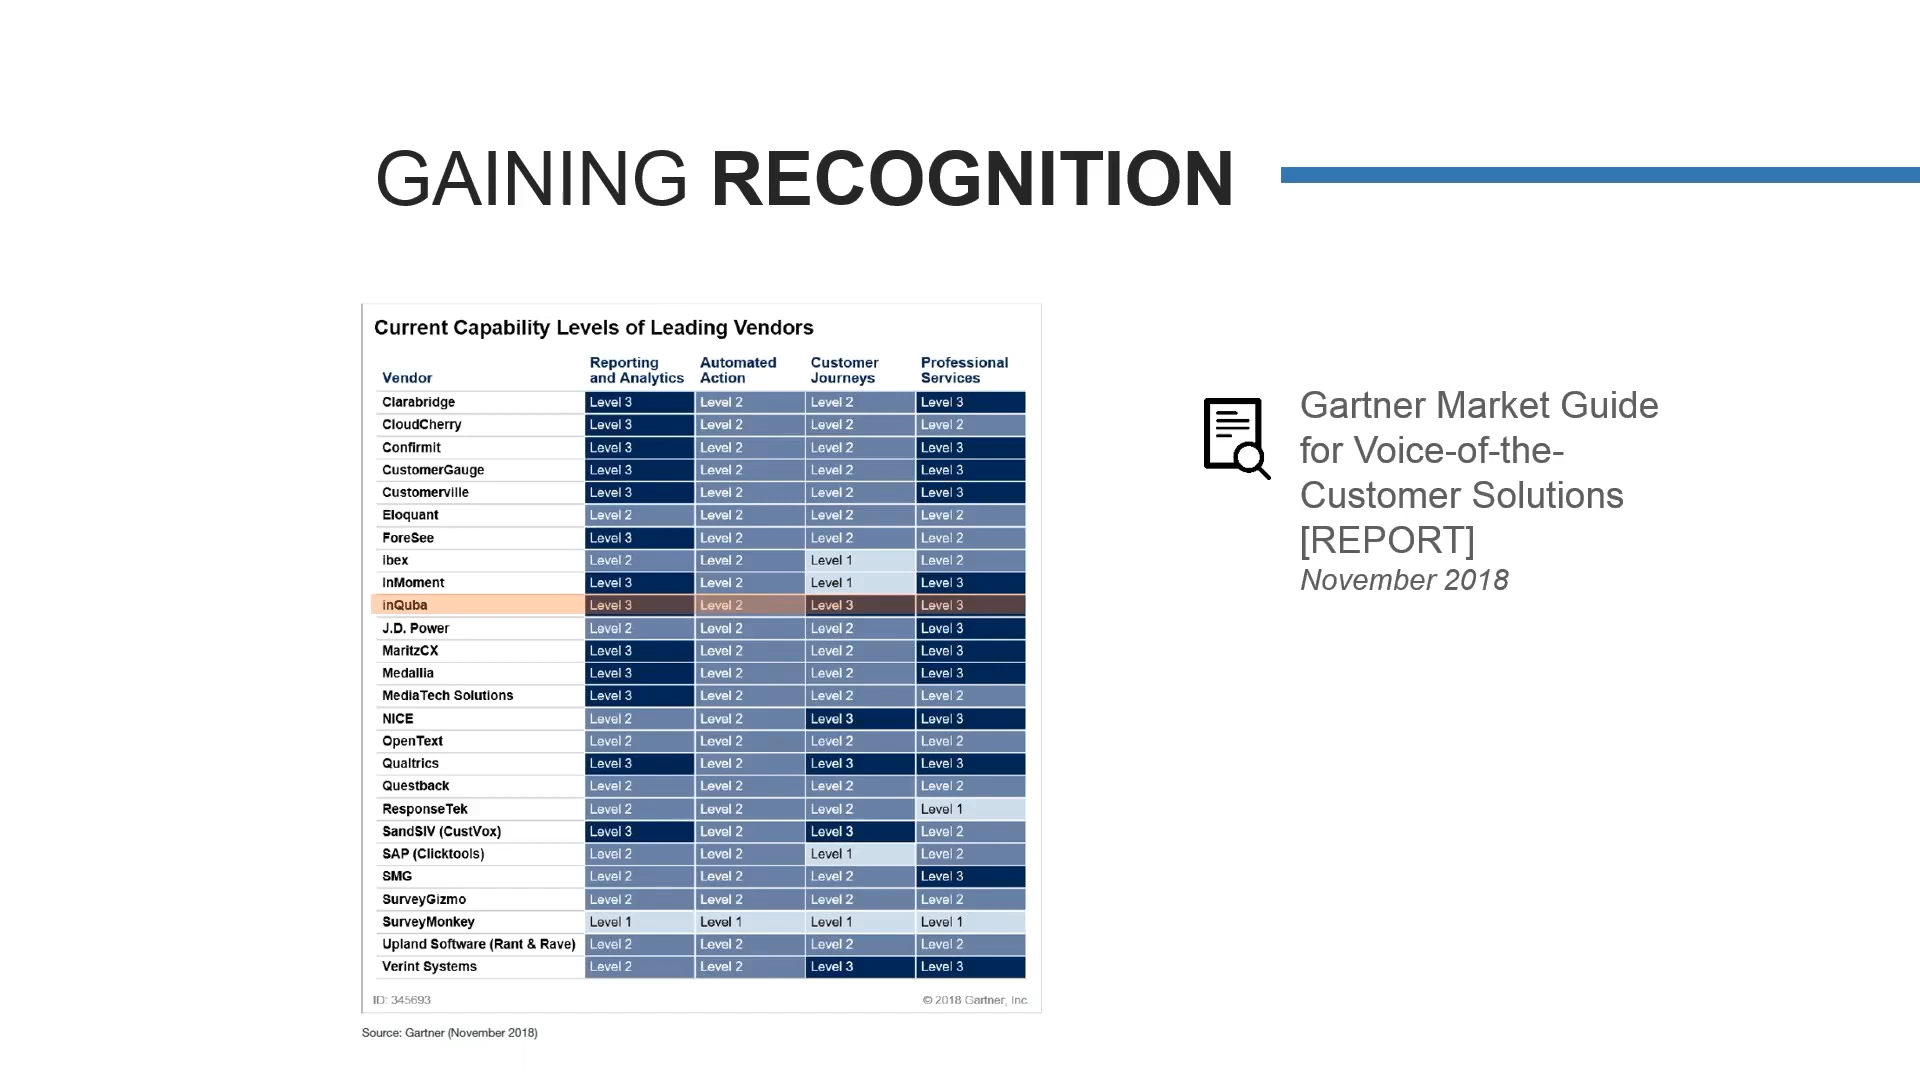 GAINING RECOGNITION
Current Capability Levels of Leading Vendors
Vendor Reporting and Analytics Automated Action Customer Journeys Professional Services
Clarabridge Level 3 Level 2 Level 2 Level 3
CloudCherry Level 3 Level 2 Level 2 Level 2
Confirmit Level 3 Level 2 Level 2 Level 3
CustomerGauge Level 3 Level 2 Level 2 Level 3
Customerville Level 3 Level 2 Level 2 Level 3
Eloquant Level 2 Level 2 Level 2 Level 2
ForeSee Level 3 Level 2 Level 2 Level 2
ibex Level 2 Level 2 Level 1 Level 2
InMoment Level 3 Level 2 Level 1 Level 3
inQuba Level 3 Level 2 Level 3 Level 3
J.D. Power Level 2 Level 2 Level 2 Level 3
MaritzCX Level 3 Level 2 Level 2 Level 3
Medallia Level 3 Level 2 Level 2 Level 3
MediaTech Solutions Level 3 Level 2 Level 2 Level 2
NICE Level 2 Level 2 Level 3 Level 3
OpenText Level 2 Level 2 Level 2 Level 2
Qualtrics Level 3 Level 2 Level 3 Level 3
Questback Level 2 Level 2 Level 2 Level 2
ResponseTek Level 2 Level 2 Level 2 Level 1
SandSIV (CustVox) Level 3 Level 2 Level 3 Level 2
SAP (Clicktools) Level 2 Level 2 Level 1 Level 2
SMG Level 2 Level 2 Level 2 Level 3
SurveyGizmo Level 2 Level 2 Level 2 Level 2
SurveyMonkey Level 1 Level 1 Level 1 Level 1
Upland Software (Rant & Rave) Level 2 Level 2 Level 2 Level 2
Verint Systems Level 2 Level 2 Level 3 Level 3
ID: 345693 © 2018 Gartner, Inc.
Source: Gartner (November 2018)
Gartner Market Guide
for Voice-of-the-
Customer Solutions
[REPORT]
November 2018